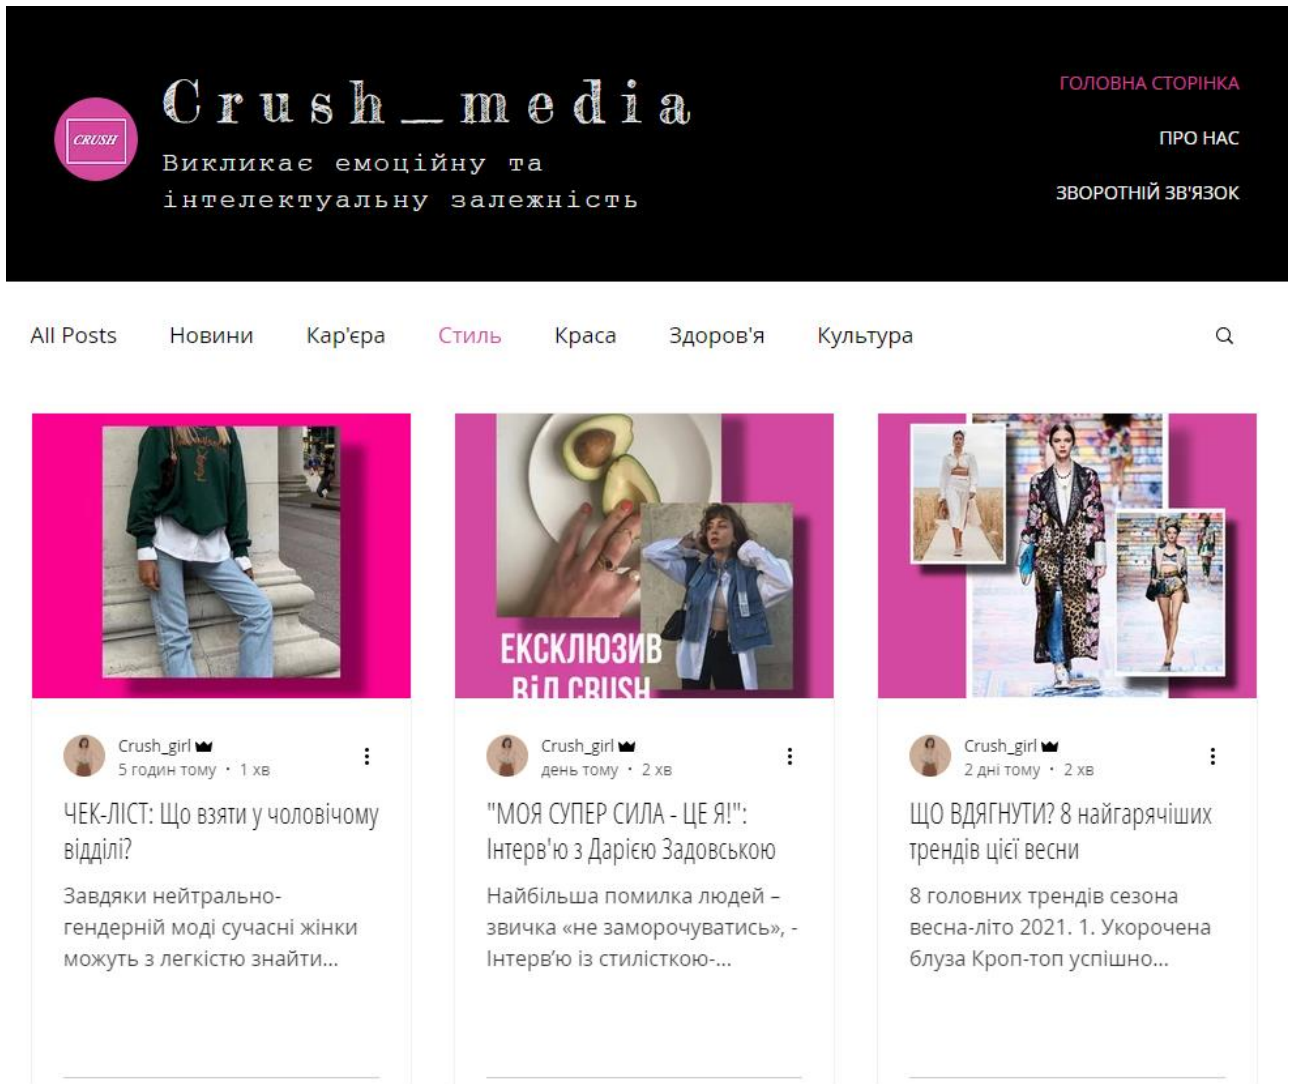 CRUSH
Crush_media
Викликає емоційну та
інтелектуальну залежність
ГОЛОВНА СТОРІНКА
ПРО НАС
ЗВОРОТНІЙ ЗВ'ЯЗОК
All Posts Новини Кар'єра Стиль Краса Здоров'я Культура
ЕКСКЛЮЗИВ
ВіД CRUSH
Crush_girl
5 годин тому · 1 хв
ЧЕК-ЛІСТ: Що взяти у чоловічому
відділі?
Завдяки нейтрально-
гендерній моді сучасні жінки
можуть з легкістю знайти...
Crush_girl
день тому · 2 хв
"МОЯ СУПЕР СИЛА - ЦЕ Я!":
Інтерв'ю з Дарією Задовською
Найбільша помилка людей –
звичка «не заморочуватись», -
Інтерв’ю із стилісткою-...
Crush_girl
2 дні тому · 2 хв
ЩО ВДЯГНУТИ? 8 найгарячіших
трендів цієї весни
8 головних трендів сезона
весна-літо 2021. 1. Укорочена
блуза Кроп-топ успішно...